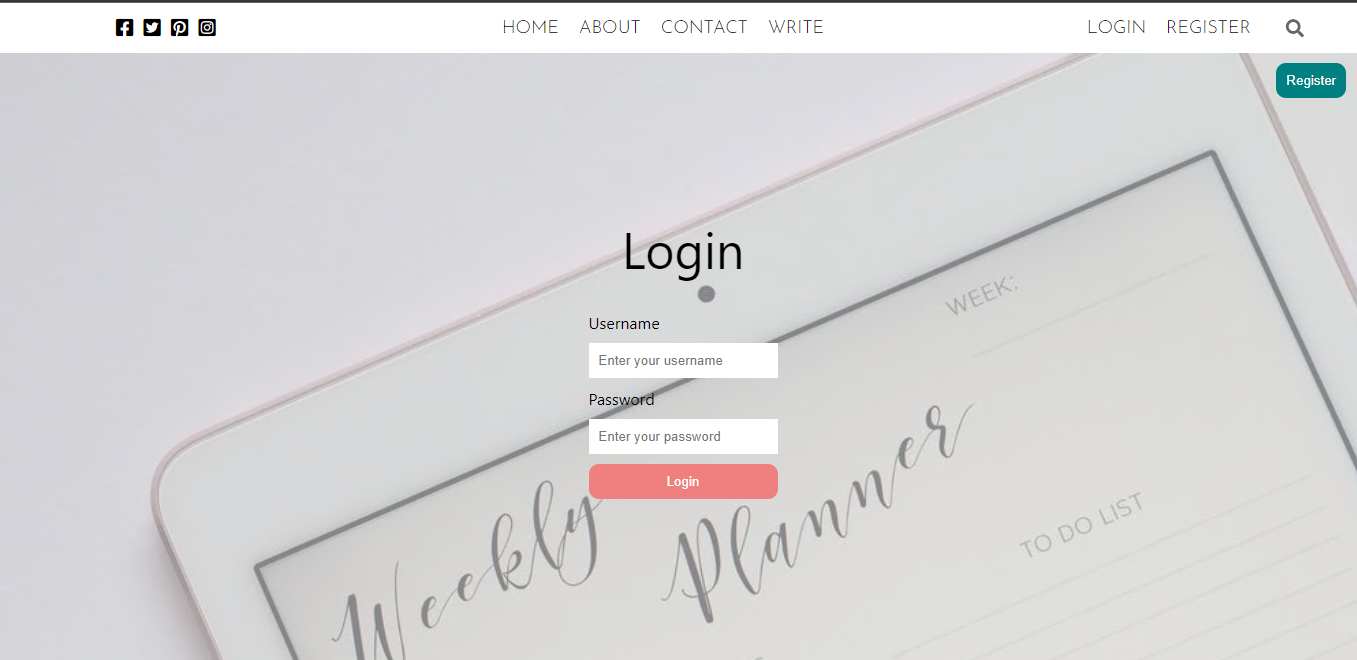 HOME ABOUT CONTACT WRITE LOGIN REGISTER
Register
Login
WEEK:
Username
Enter your username
Password
Enter your password
Login
Weekly Planner
TO DO LIST